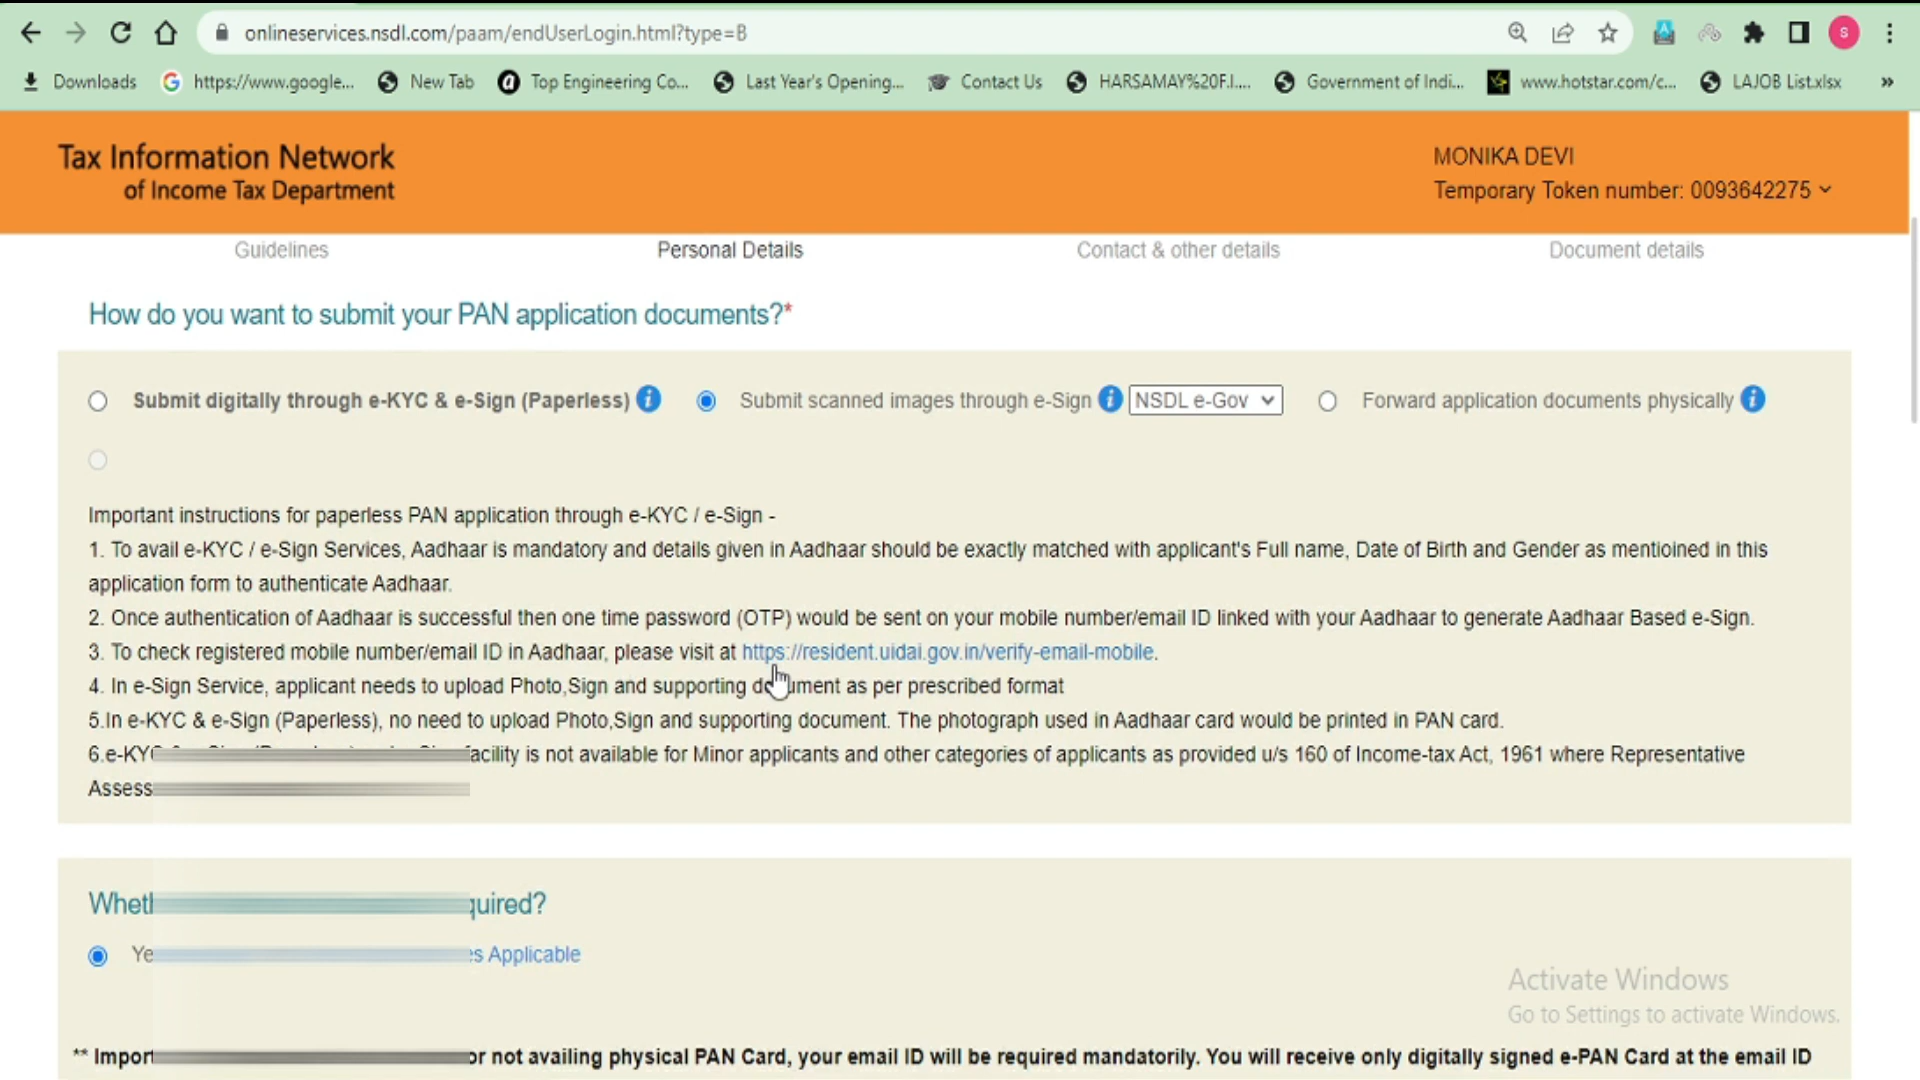 onlineservices.nsdl.com/paam/endUserLogin.html?type=B
S
Downloads https://www.google... New Tab Top Engineering Co... Last Year's Opening... Contact Us HARSAMAY%20F.I.... Government of Indi... www.hotstar.com/c... LAJOB List.xlsx »
Tax Information Network
of Income Tax Department
MONIKA DEVI
Temporary Token number: 0093642275
Guidelines Personal Details Contact & other details Document details
How do you want to submit your PAN application documents?*
Submit digitally through e-KYC & e-Sign (Paperless) i Submit scanned images through e-Sign i NSDL e-Gov Forward application documents physically i
Important instructions for paperless PAN application through e-KYC / e-Sign -
1. To avail e-KYC / e-Sign Services, Aadhaar is mandatory and details given in Aadhaar should be exactly matched with applicant's Full name, Date of Birth and Gender as mentioined in this
application form to authenticate Aadhaar.
2. Once authentication of Aadhaar is successful then one time password (OTP) would be sent on your mobile number/email ID linked with your Aadhaar to generate Aadhaar Based e-Sign.
3. To check registered mobile number/email ID in Aadhaar, please visit at https://resident.uidai.gov.in/verify-email-mobile.
4. In e-Sign Service, applicant needs to upload Photo,Sign and supporting document as per prescribed format
5.In e-KYC & e-Sign (Paperless), no need to upload Photo,Sign and supporting document. The photograph used in Aadhaar card would be printed in PAN card.
is not available for Minor applicants and other categories of applicants as provided u/s 160 of Income-tax Act, 1961 where Representative
Applicable
Activate Windows
Go to Settings to activate Windows.
** or not availing physical PAN Card, your email ID will be required mandatorily. You will receive only digitally signed e-PAN Card at the email ID